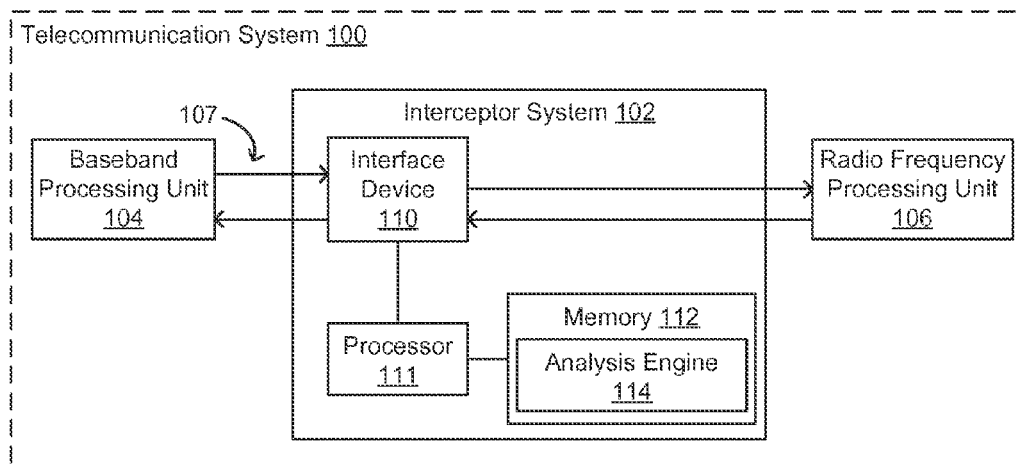 Telecommunication System 100
107
Interceptor System 102
Baseband
Processing Unit
104
Interface
Device
110
Radio Frequency
Processing Unit
106
Processor
111
Memory 112
Analysis Engine
114